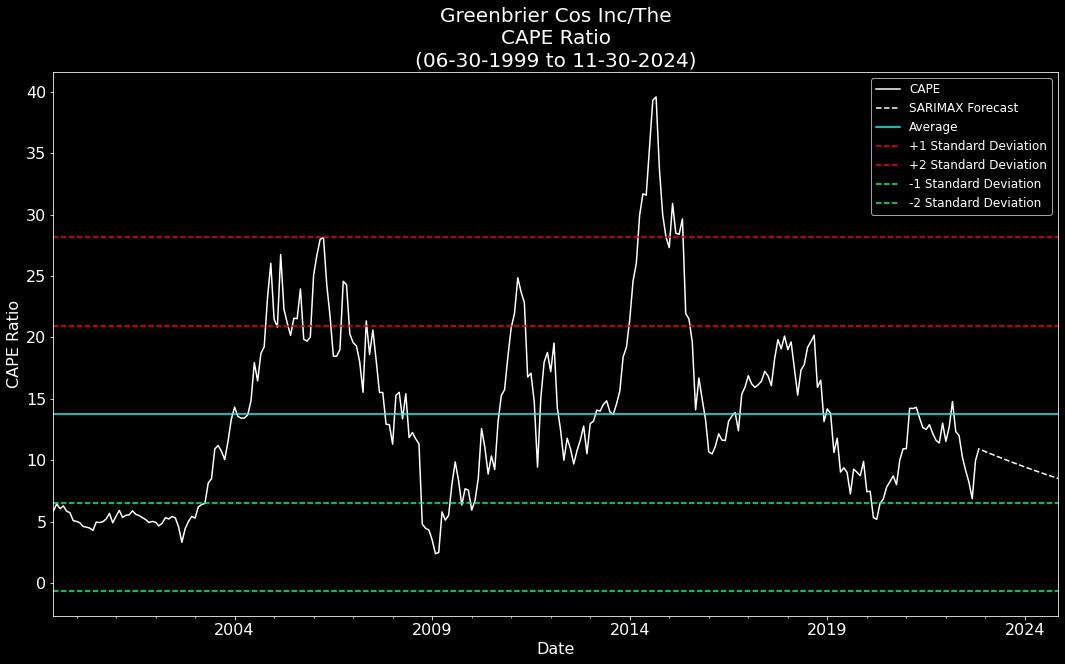 Greenbrier Cos Inc/The
CAPE Ratio
(06-30-1999 to 11-30-2024)
CAPE
SARIMAX Forecast
Average
+1 Standard Deviation
+2 Standard Deviation
-1 Standard Deviation
-2 Standard Deviation
CAPE Ratio
40
35
30
25
20
15
10
5
0
2004
2009
2014
2019
2024
Date